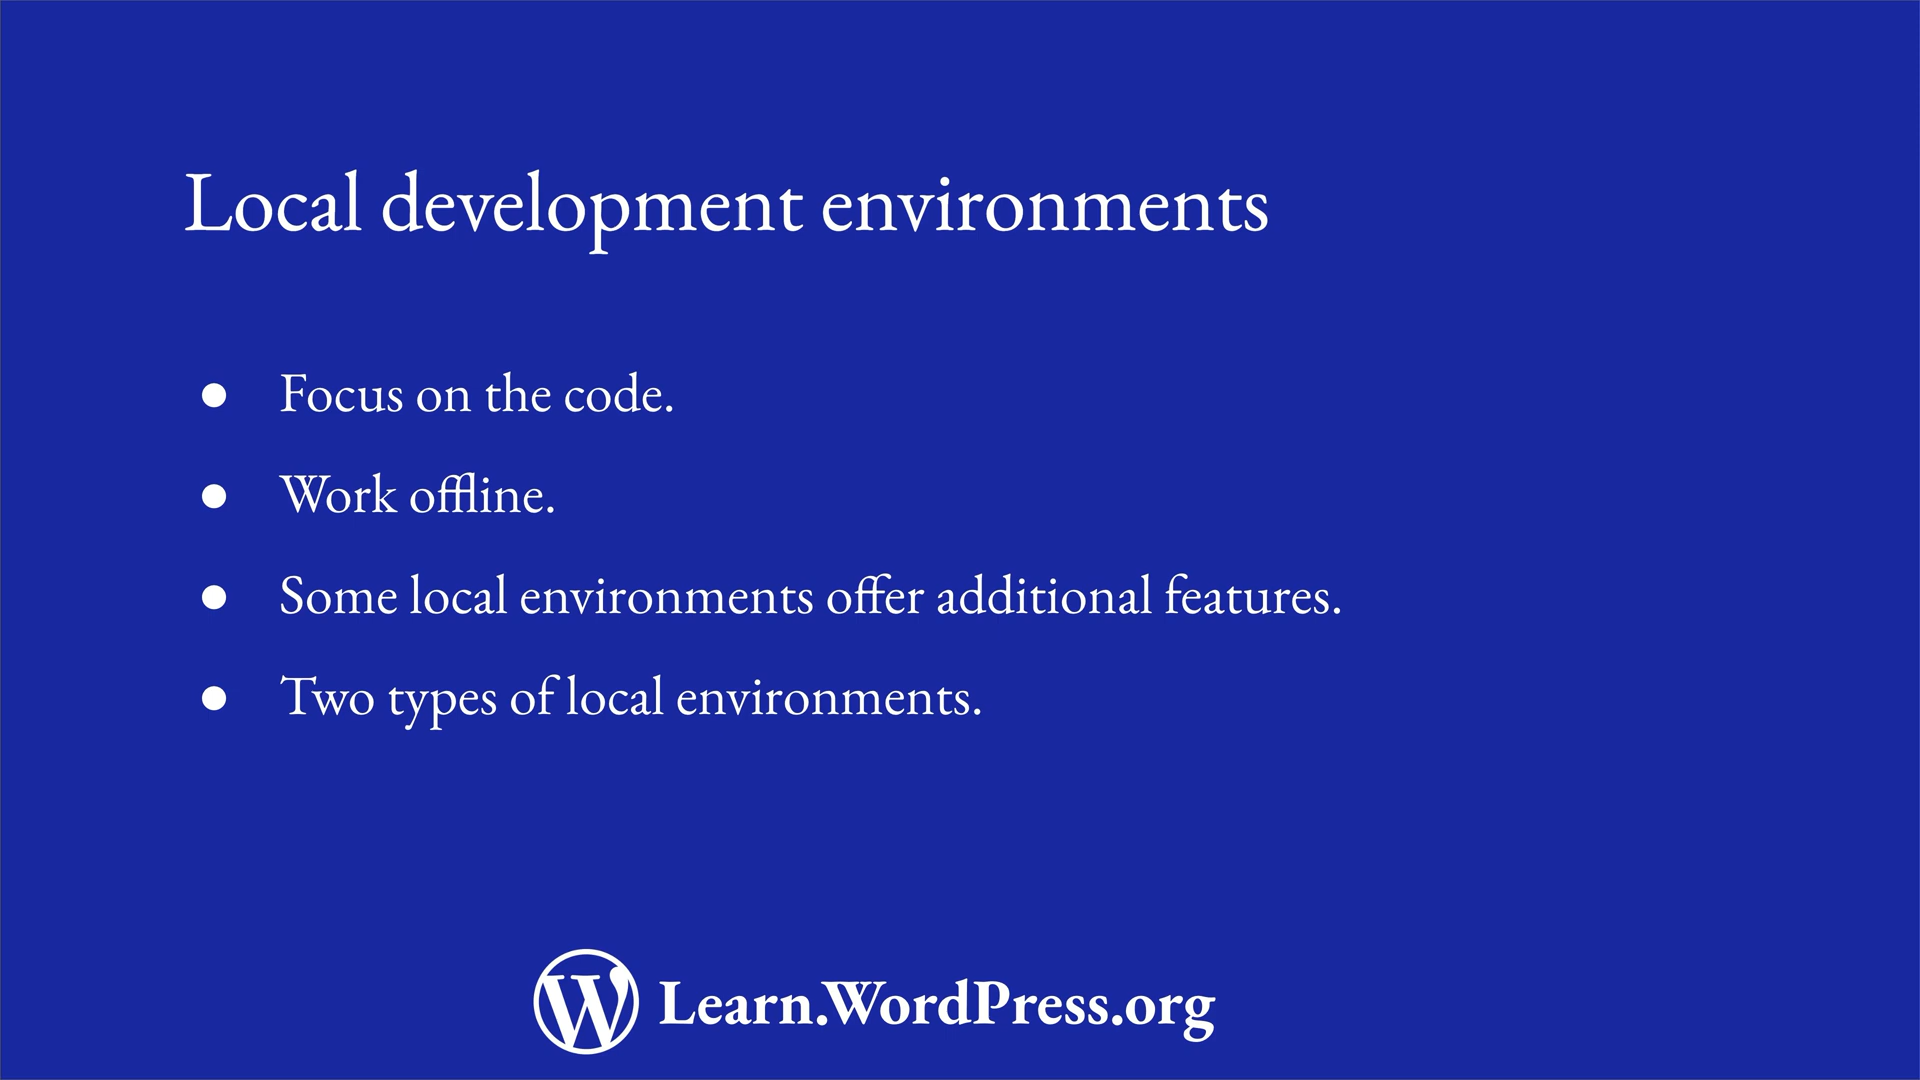 Local development environments
● Focus on the code.
● Work offline.
● Some local environments offer additional features.
● Two types of local environments.
Learn.WordPress.org